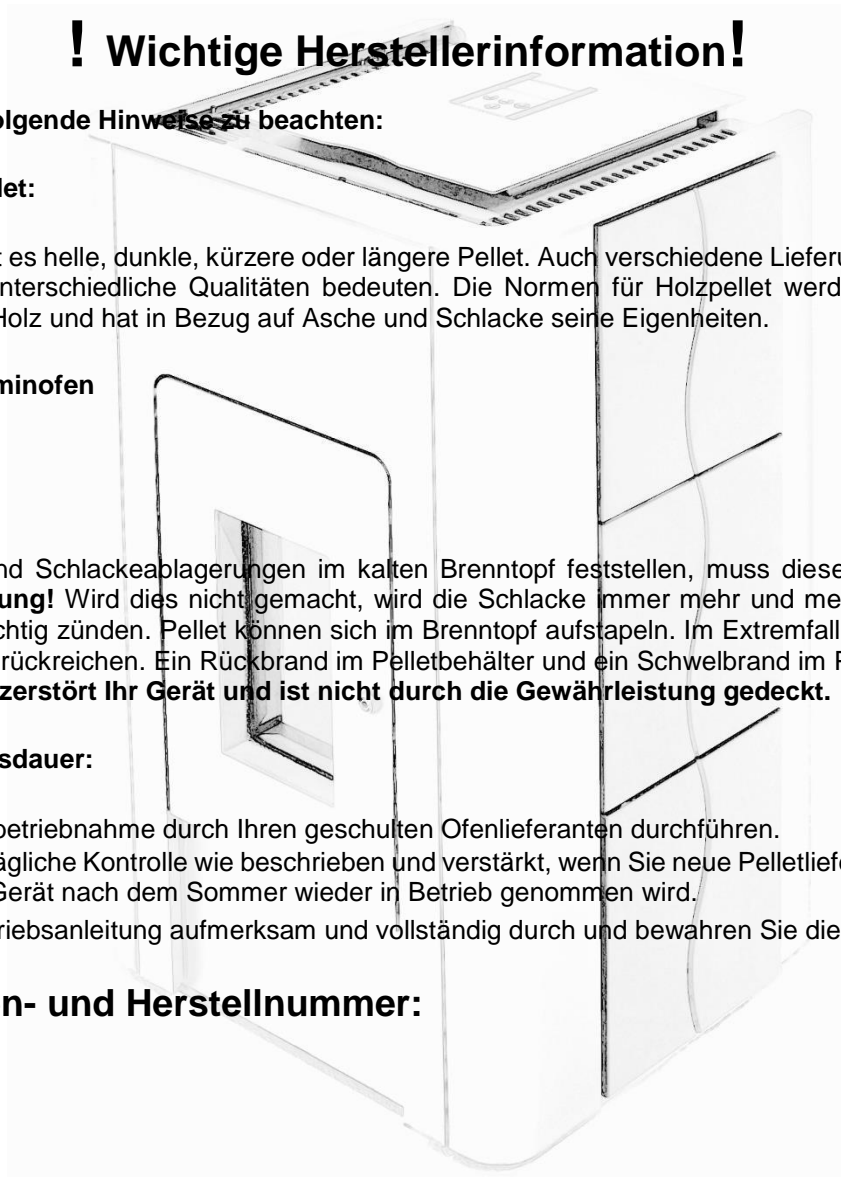 ! Wichtige Herstellerinformation!
olgende Hinweise zu beachten:
let:
t es helle, dunkle, kürzere oder längere Pellet. Auch verschiedene Lieferu
nterschiedliche Qualitäten bedeuten. Die Normen für Holzpellet werd
Holz und hat in Bezug auf Asche und Schlacke seine Eigenheiten.
minofen
nd Schlackeablagerungen im kalten Brenntopf feststellen, muss diese
ung! Wird dies nicht gemacht, wird die Schlacke immer mehr und me
chtig zünden. Pellet können sich im Brenntopf aufstapeln. Im Extremfall
rückreichen. Ein Rückbrand im Pelletbehälter und ein Schwelbrand im P
zerstört Ihr Gerät und ist nicht durch die Gewährleistung gedeckt.
sdauer:
betriebnahme durch Ihren geschulten Ofenlieferanten durchführen.
ägliche Kontrolle wie beschrieben und verstärkt, wenn Sie neue Pelletliefe
Gerät nach dem Sommer wieder in Betrieb genommen wird.
riebsanleitung aufmerksam und vollständig durch und bewahren Sie die
n- und Herstellnummer: